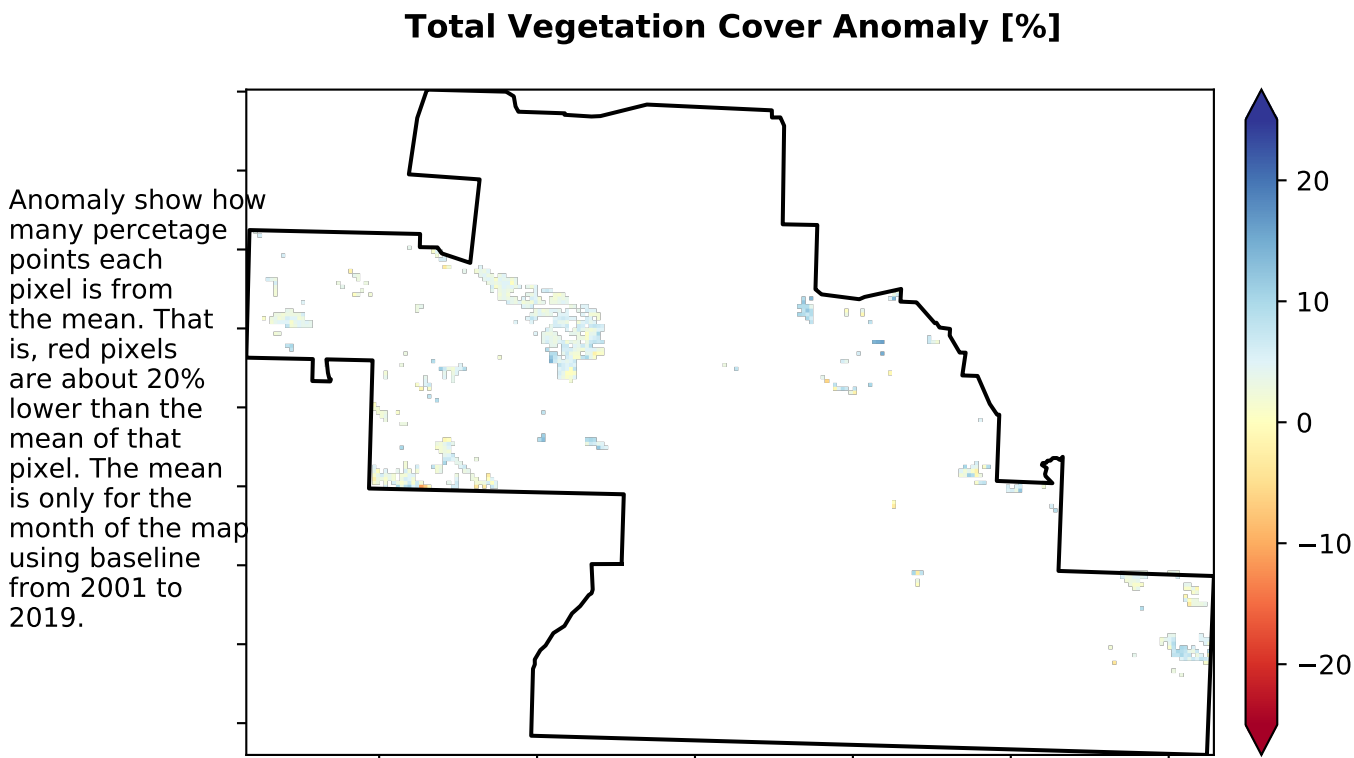 Total Vegetation Cover Anomaly [%]
Anomaly show how
many percetage
points each
pixel is from
the mean. That
is, red pixels
are about 20%
lower than the
mean of that
pixel. The mean
is only for the
month of the map
using baseline
from 2001 to
2019.
20
10
0
−10
−20